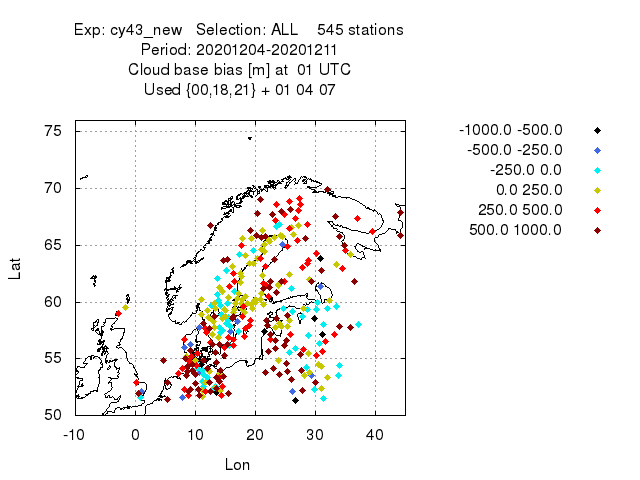 Exp: cy43_new Selection: ALL 545 stations
Period: 20201204-20201211
Cloud base bias [m] at 01 UTC
Used {00,18,21} + 01 04 07
-1000.0 -500.0
-500.0 -250.0
-250.0 0.0
0.0 250.0
250.0 500.0
500.0 1000.0
75
70
65
60
55
50
Lat
-10 0 10 20 30 40
Lon